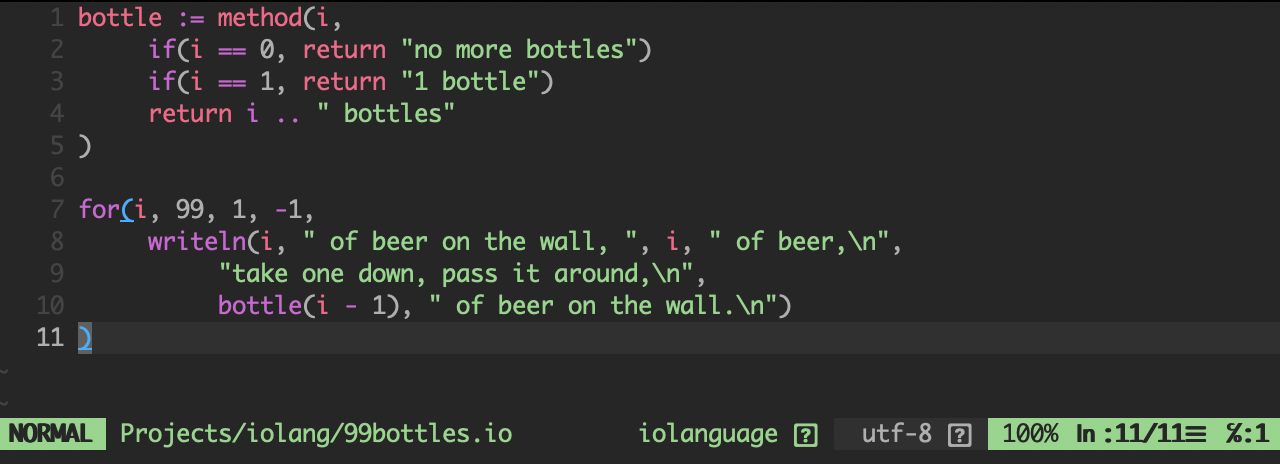 1 bottle := method(i,
2 if(i == 0, return "no more bottles")
3 if(i == 1, return "1 bottle")
4 return i .. " bottles"
5 )
6
7 for(i, 99, 1, -1,
8 writeln(i, " of beer on the wall, ", i, " of beer,\n",
9 "take one down, pass it around,\n",
10 bottle(i - 1), " of beer on the wall.\n")
11 )
~
~
NORMAL Projects/iolang/99bottles.io iolanguage [?] utf-8 [?] 100% ln :11/11≡ %:1